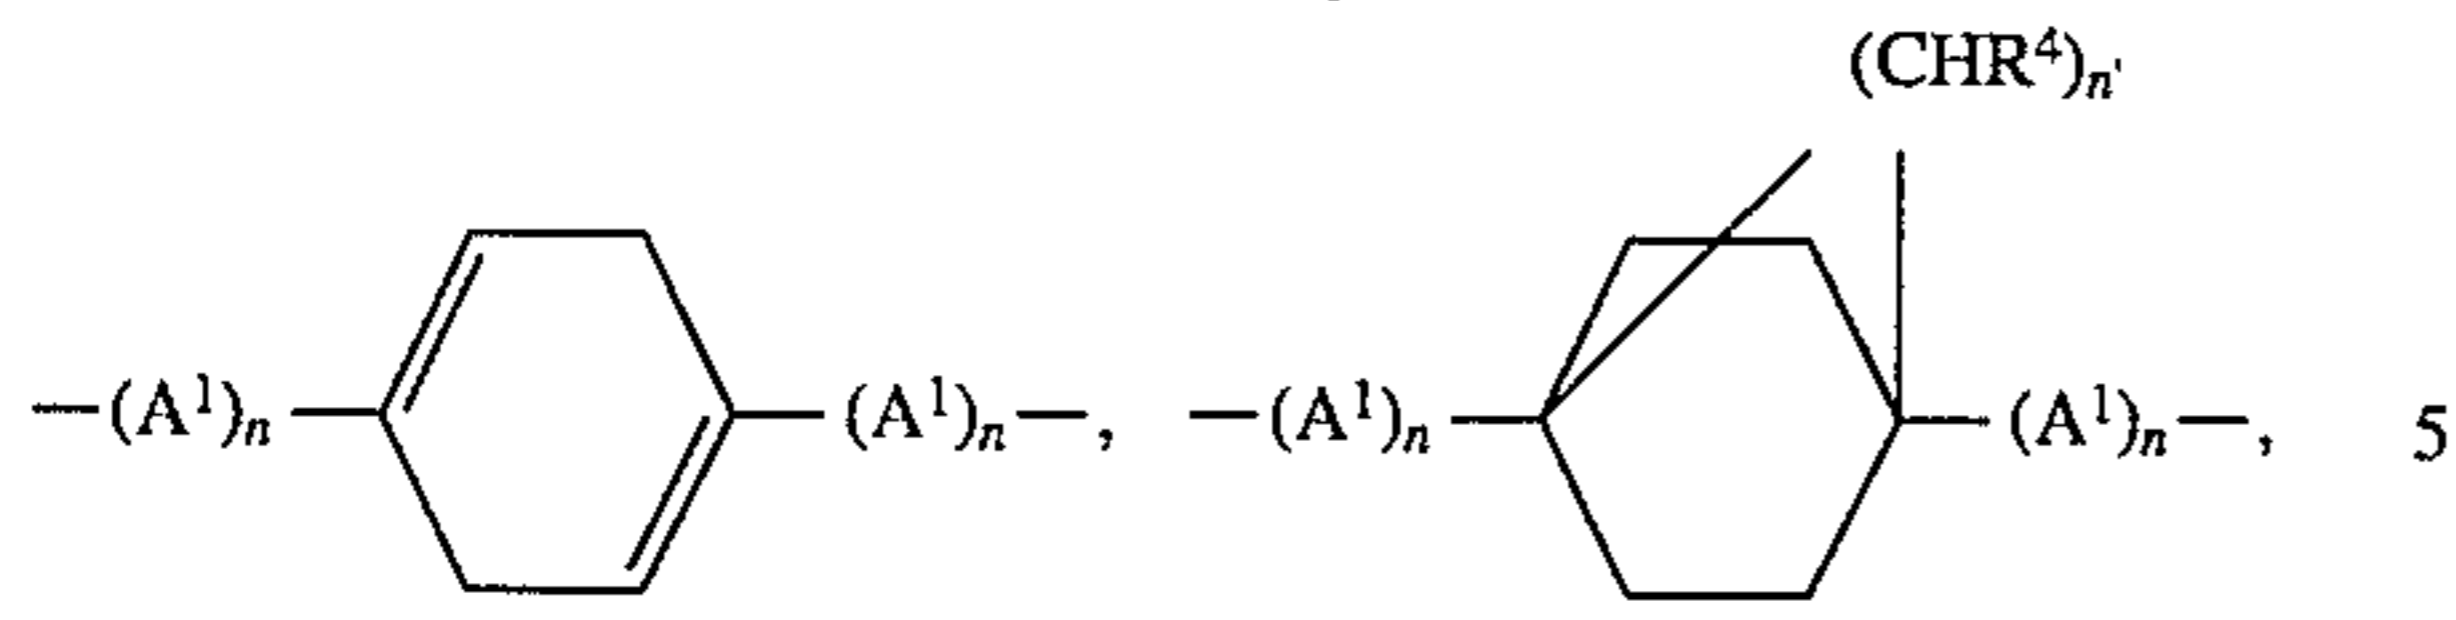 (CHR⁴)n'
—(A¹)n — (A¹)n—, —(A¹)n — (A¹)n—, 5